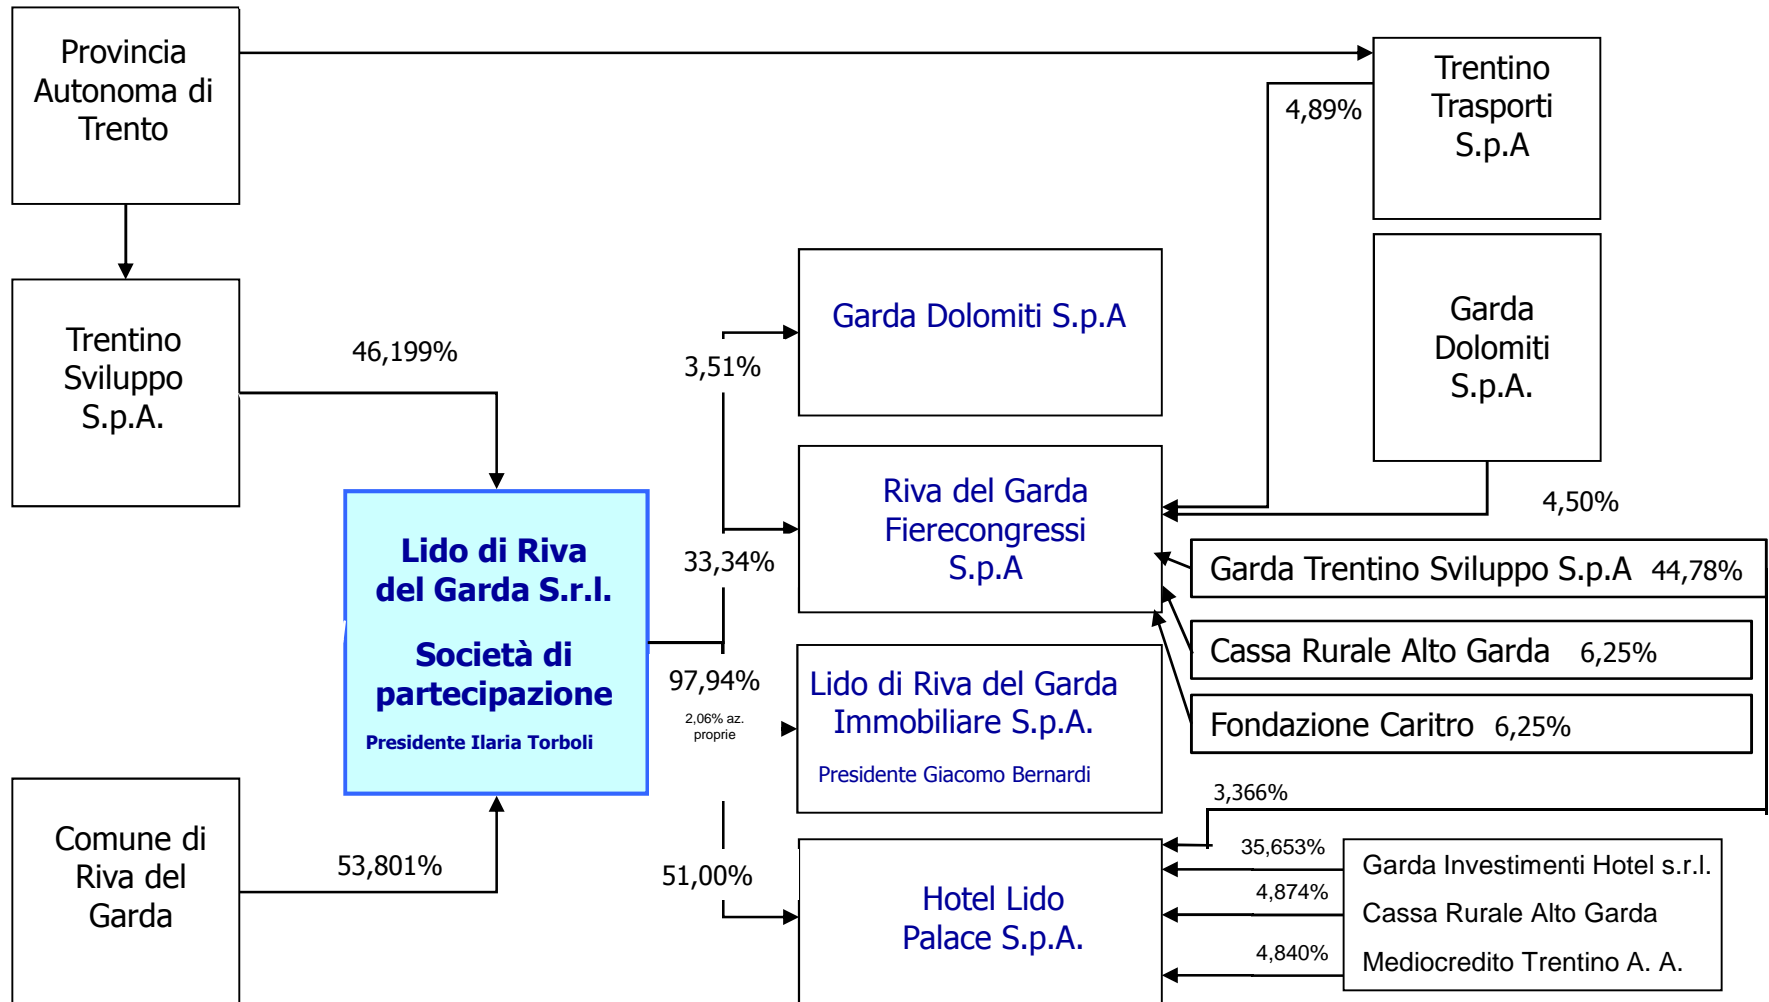 Provincia
Autonoma di
Trento
Trentino
Trasporti
S.p.A
4,89%
Trentino
Sviluppo
S.p.A.
46,199%
Garda Dolomiti S.p.A
3,51%
Garda
Dolomiti
S.p.A.
4,50%
Lido di Riva
del Garda S.r.l.
Società di
partecipazione
Presidente Ilaria Torboli
Riva del Garda
Fierecongressi
S.p.A
33,34%
Garda Trentino Sviluppo S.p.A 44,78%
Cassa Rurale Alto Garda 6,25%
Fondazione Caritro 6,25%
97,94%
2,06% az.
proprie
Lido di Riva del Garda
Immobiliare S.p.A.
Presidente Giacomo Bernardi
Comune di
Riva del
Garda
53,801%
51,00%
Hotel Lido
Palace S.p.A.
3,366%
35,653%
Garda Investimenti Hotel s.r.l.
4,874%
Cassa Rurale Alto Garda
4,840%
Mediocredito Trentino A. A.